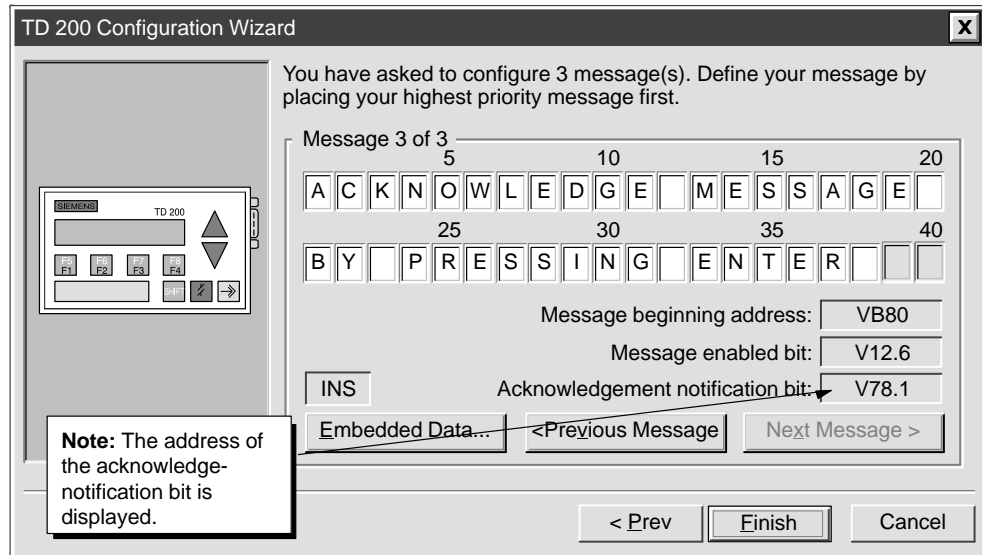 TD 200 Configuration Wizard
X
You have asked to configure 3 message(s). Define your message by
placing your highest priority message first.
Message 3 of 3
5 10 15 20
ACKNOWLEDGE MESSAGE
25 30 35 40
BY PRESSING ENTER
Message beginning address: VB80
Message enabled bit: V12.6
INS Acknowledgement notification bit: V78.1
Embedded Data... <Previous Message Next Message >
SIEMENS
TD 200
F5 F6 F7 F8
F1 F2 F3 F4
SHIFT
Note: The address of
the acknowledge-
notification bit is
displayed.
< Prev Finish Cancel